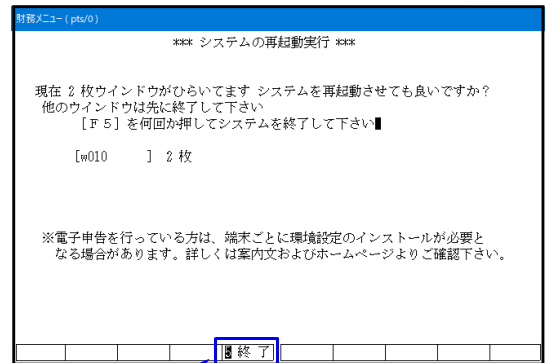 財務メニュー ( pts/0 )
*** システムの再起動実行 ***
現在 2 枚ウインドウがひらいてます システムを再起動させても良いですか?
他のウインドウは先に終了して下さい
[F5] を何回か押してシステムを終了して下さい
[w010 ] 2 枚
※電子申告を行っている方は、端末ごとに環境設定のインストールが必要と
なる場合があります。詳しくは案内文およびホームページよりご確認下さい。
5 終 了